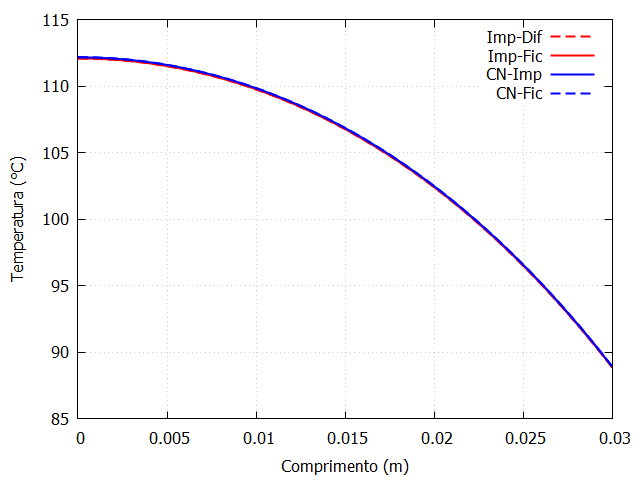 115
110
105
100
95
90
85
Temperatura (°C)
Imp-Dif
Imp-Fic
CN-Imp
CN-Fic
0 0.005 0.01 0.015 0.02 0.025 0.03
Comprimento (m)